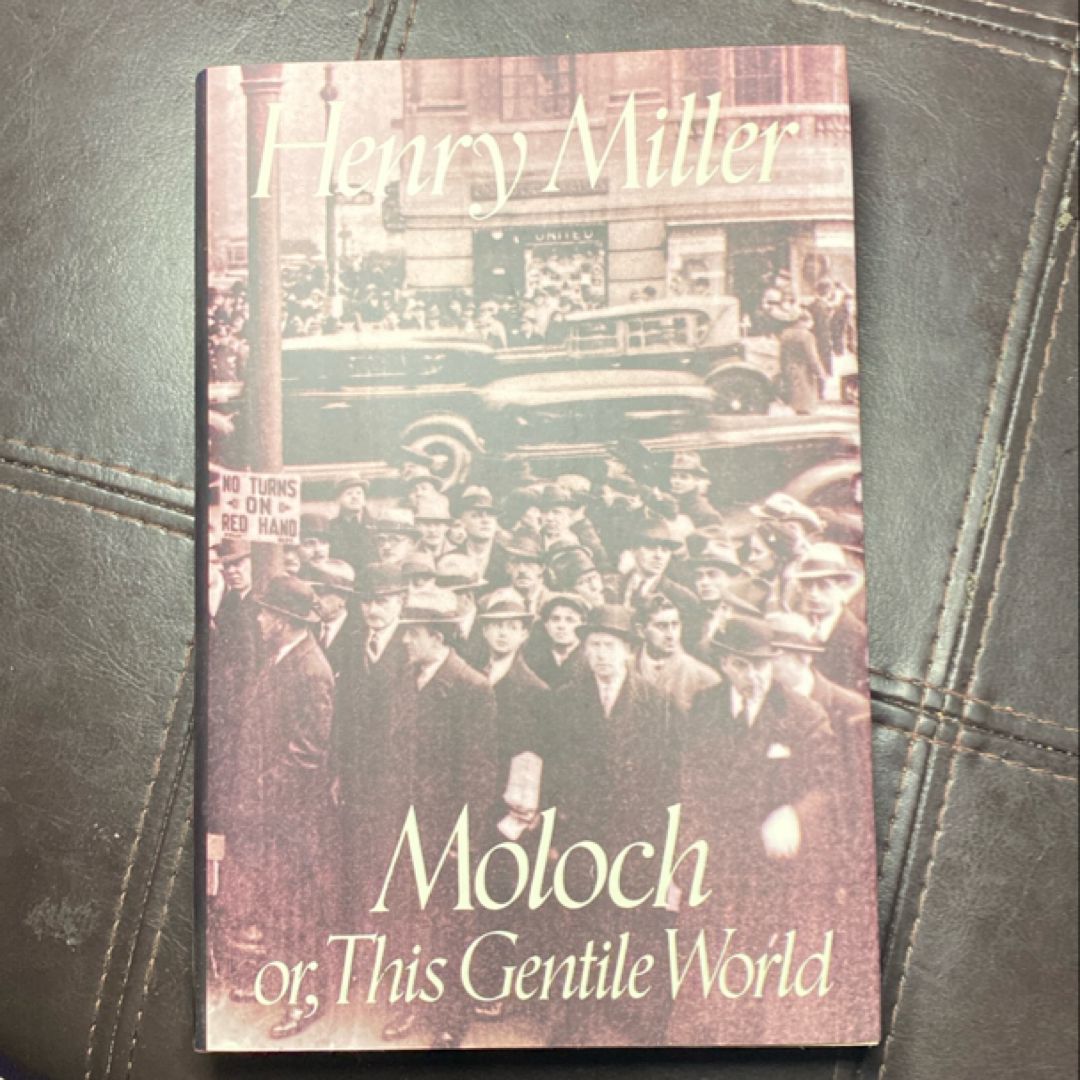 Henry Miller
UNITED
NO TURNS
ON
RED HAND
Moloch
or, This Gentile World